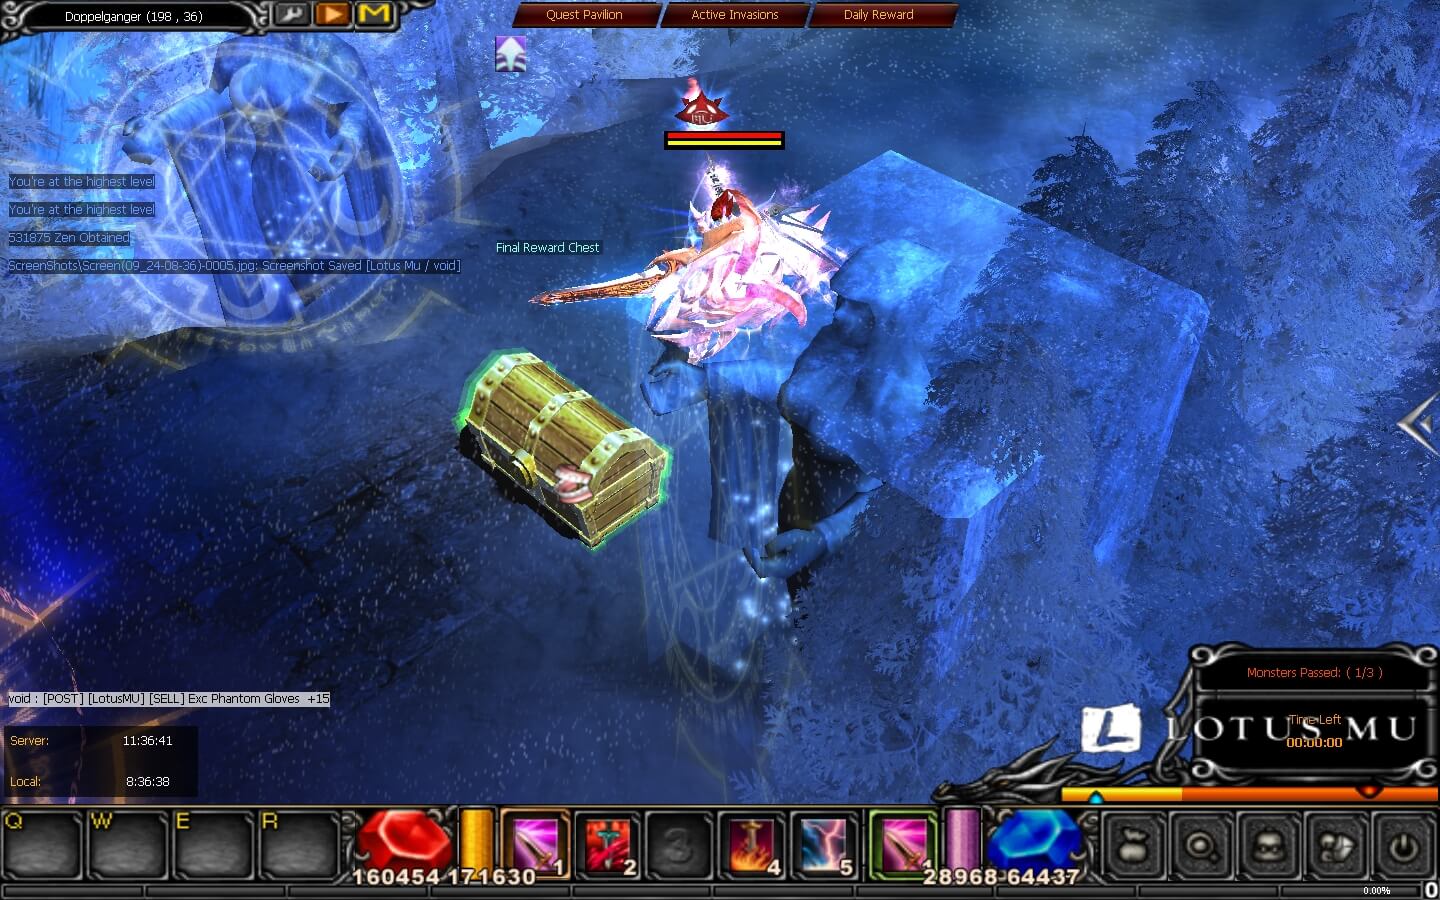 Doppelganger (198 , 36)
Quest Pavilion
Active Invasions
Daily Reward
MU
You're at the highest level
You're at the highest level
531875 Zen Obtained
ScreenShots\Screen(09_24-08-36)-0005.jpg: Screenshot Saved [Lotus Mu / void]
Final Reward Chest
void : [POST] [LotusMU] [SELL] Exc Phantom Gloves +15
Server: 11:36:41
Local: 8:36:38
Monsters Passed: ( 1/3 )
Time Left
00:00:00
L LOTUS MU
Q W E R
1 2 3 4 5 1
160454 171630 28968 64437
0.00% 0